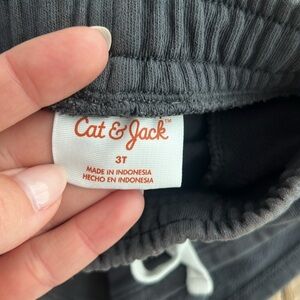 Cat & Jack™
3T
MADE IN INDONESIA
HECHO EN INDONESIA